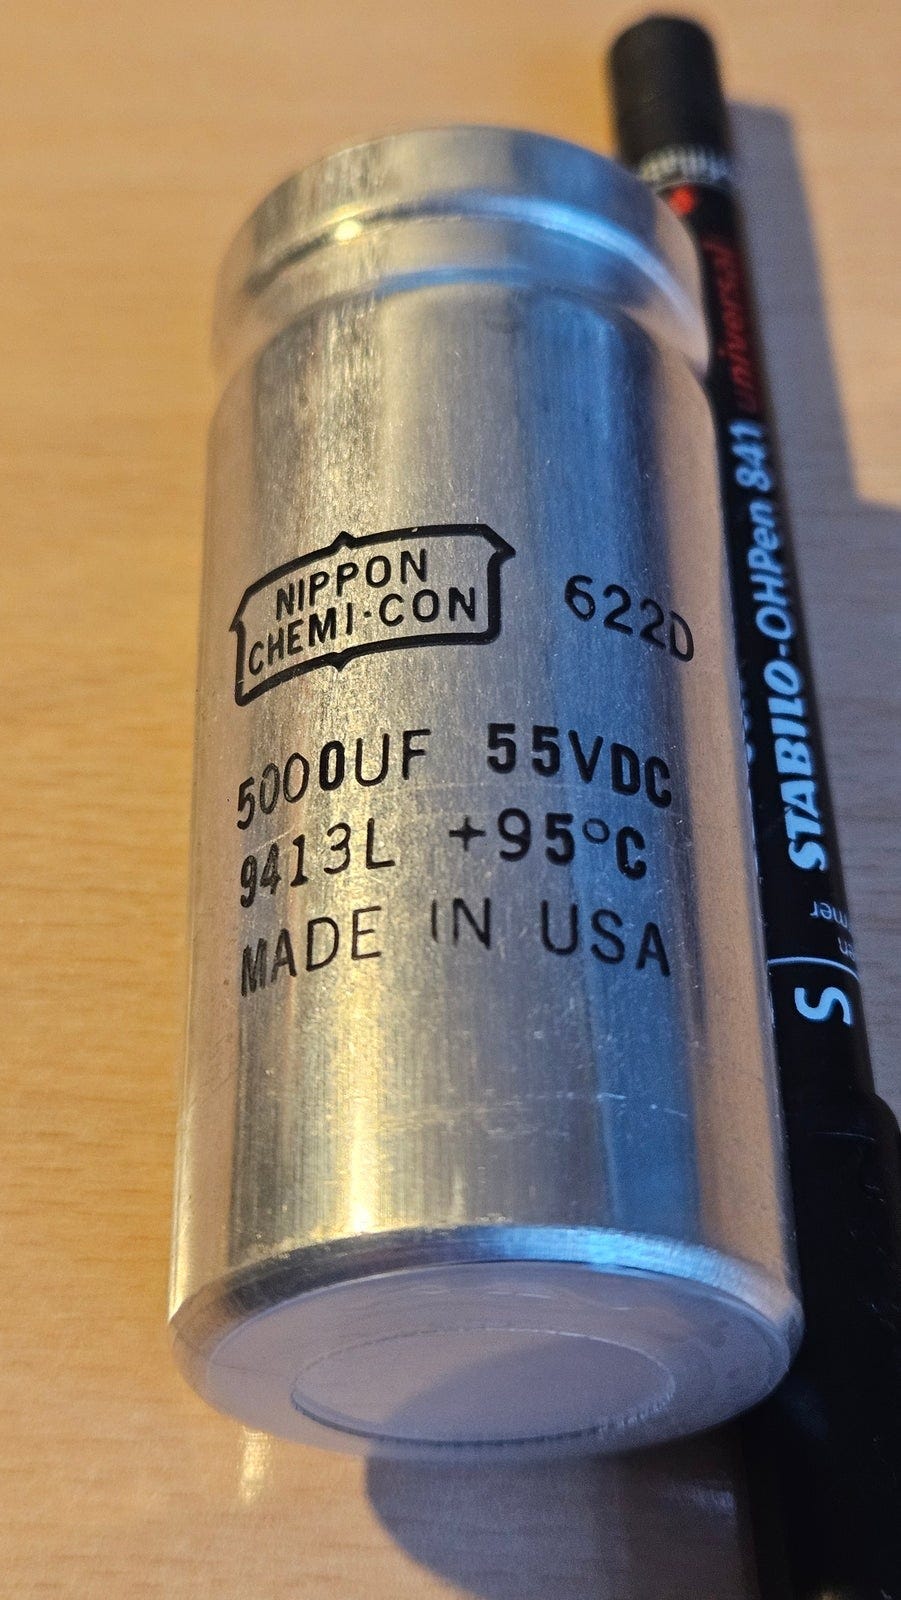 NIPPON
CHEMI·CON
622D
5000UF 55VDC
9413L +95°C
MADE IN USA
STABILO-OHPen 841 universal
S